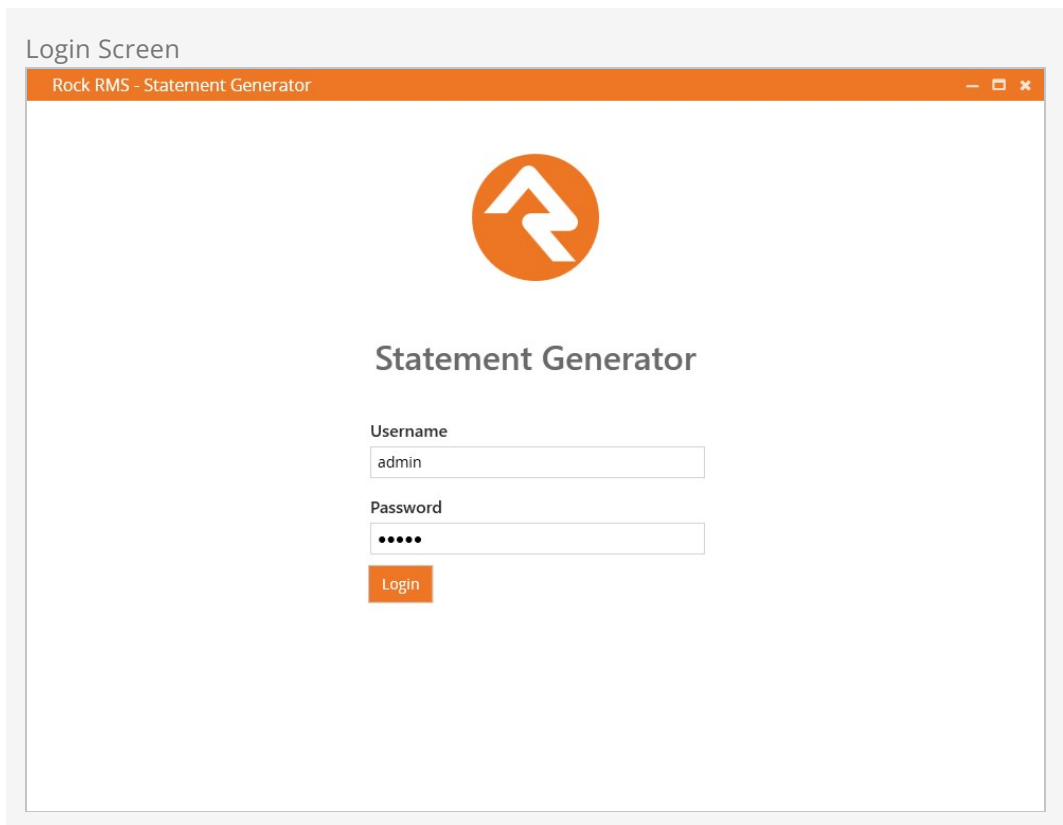 Login Screen
Rock RMS - Statement Generator
Statement Generator
Username
admin
Password
•••••
Login